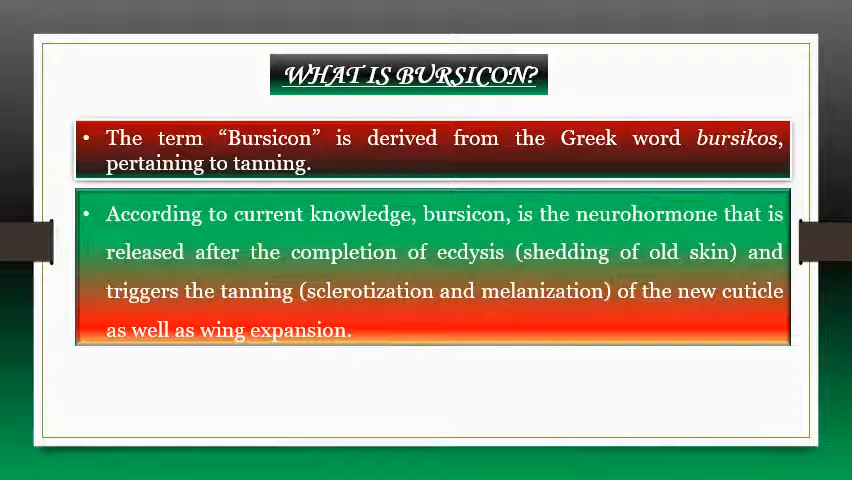 WHAT IS BURSICON?
• The term “Bursicon” is derived from the Greek word bursikos,
pertaining to tanning.
• According to current knowledge, bursicon, is the neurohormone that is
released after the completion of ecdysis (shedding of old skin) and
triggers the tanning (sclerotization and melanization) of the new cuticle
as well as wing expansion.